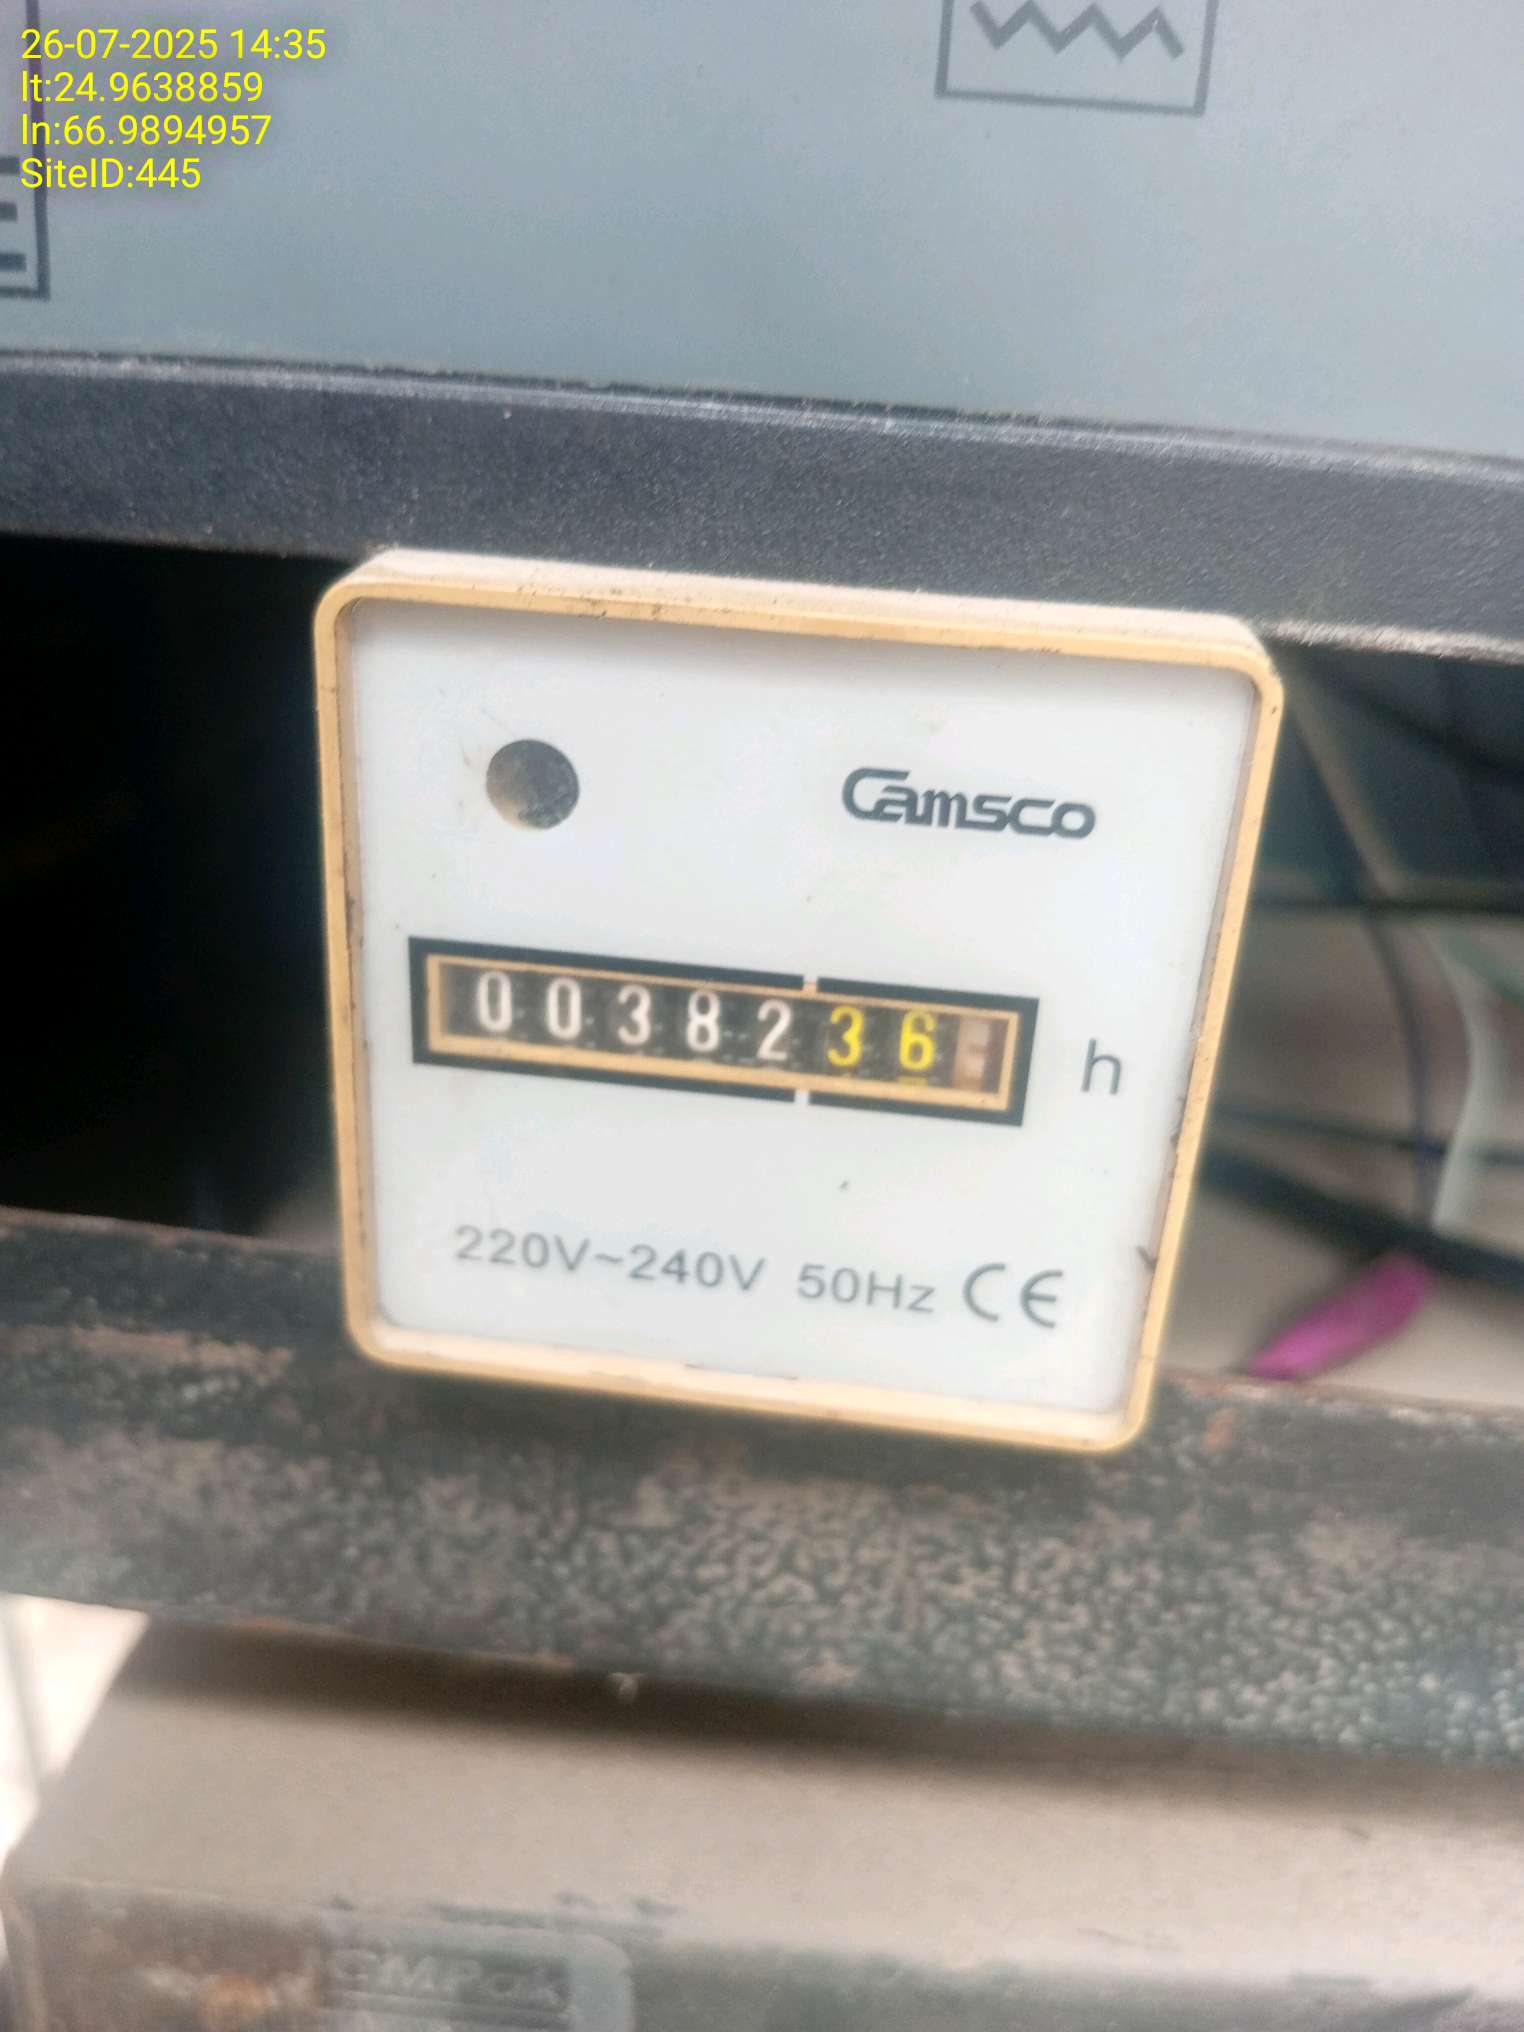 26-07-2025 14:35
lt:24.9638859
ln:66.9894957
SiteID:445
Camsco
0038236
h
220V~240V 50Hz CE